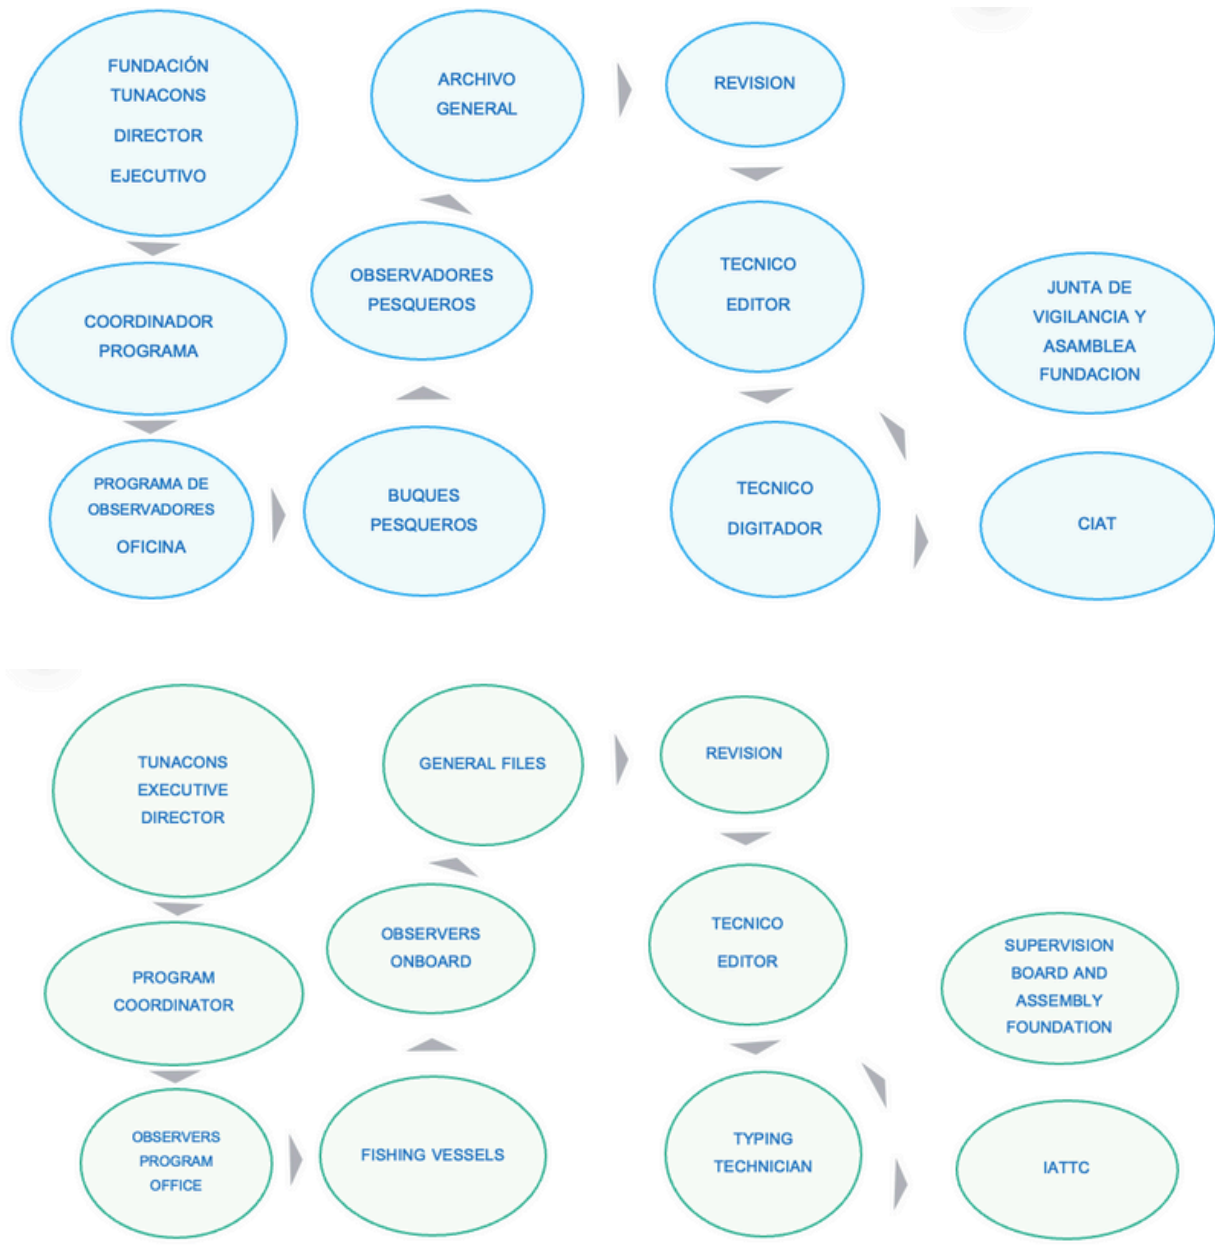 FUNDACIÓN
TUNACONS
DIRECTOR
EJECUTIVO
COORDINADOR
PROGRAMA
PROGRAMA DE
OBSERVADORES
OFICINA
BUQUES
PESQUEROS
OBSERVADORES
PESQUEROS
ARCHIVO
GENERAL
REVISION
TECNICO
EDITOR
TECNICO
DIGITADOR
JUNTA DE
VIGILANCIA Y
ASAMBLEA
FUNDACION
CIAT
TUNACONS
EXECUTIVE
DIRECTOR
PROGRAM
COORDINATOR
OBSERVERS
PROGRAM
OFFICE
FISHING VESSELS
OBSERVERS
ONBOARD
GENERAL FILES
REVISION
TECNICO
EDITOR
TYPING
TECHNICIAN
SUPERVISION
BOARD AND
ASSEMBLY
FOUNDATION
IATTC